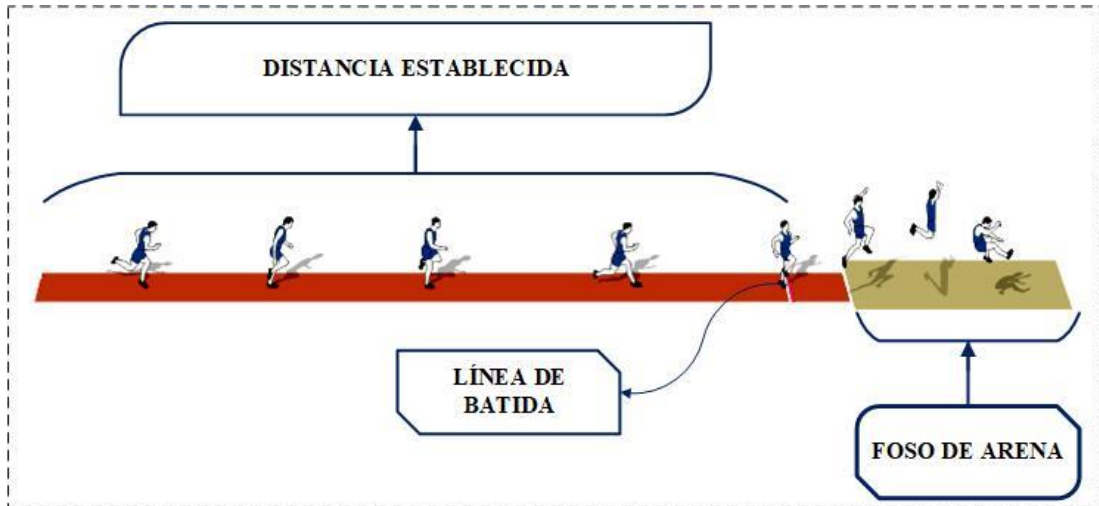 DISTANCIA ESTABLECIDA
LÍNEA DE
BATIDA
FOSO DE ARENA